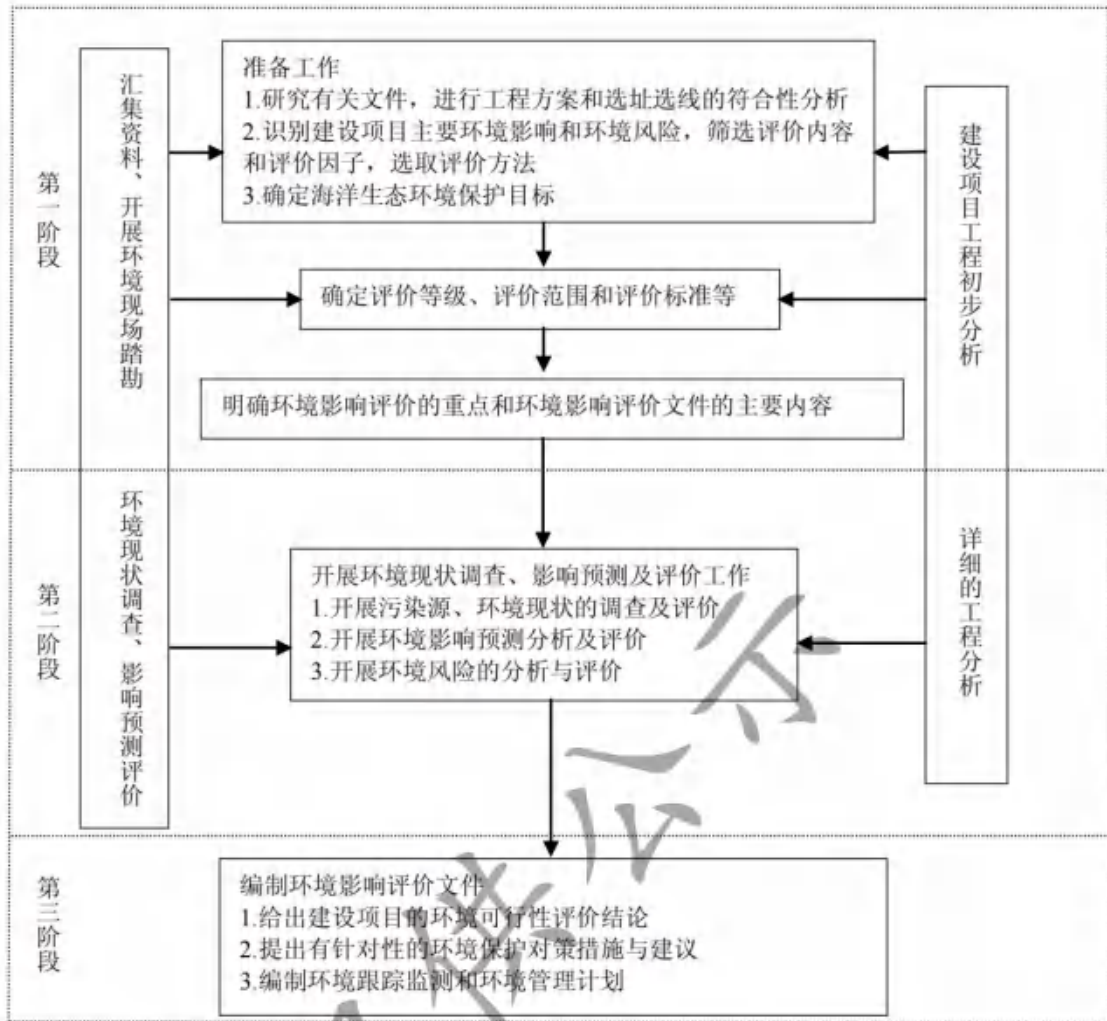 第一阶段
汇集资料、开展环境现场踏勘
准备工作
1.研究有关文件，进行工程方案和选址选线的符合性分析
2.识别建设项目主要环境影响和环境风险，筛选评价内容
和评价因子，选取评价方法
3.确定海洋生态环境保护目标
确定评价等级、评价范围和评价标准等
明确环境影响评价的重点和环境影响评价文件的主要内容
建设项目工程初步分析
第二阶段
环境现状调查、影响预测评价
开展环境现状调查、影响预测及评价工作
1.开展污染源、环境现状的调查及评价
2.开展环境影响预测分析及评价
3.开展环境风险的分析与评价
详细的工程分析
第三阶段
编制环境影响评价文件
1.给出建设项目的环境可行性评价结论
2.提出有针对性的环境保护对策措施与建议
3.编制环境跟踪监测和环境管理计划
供公示